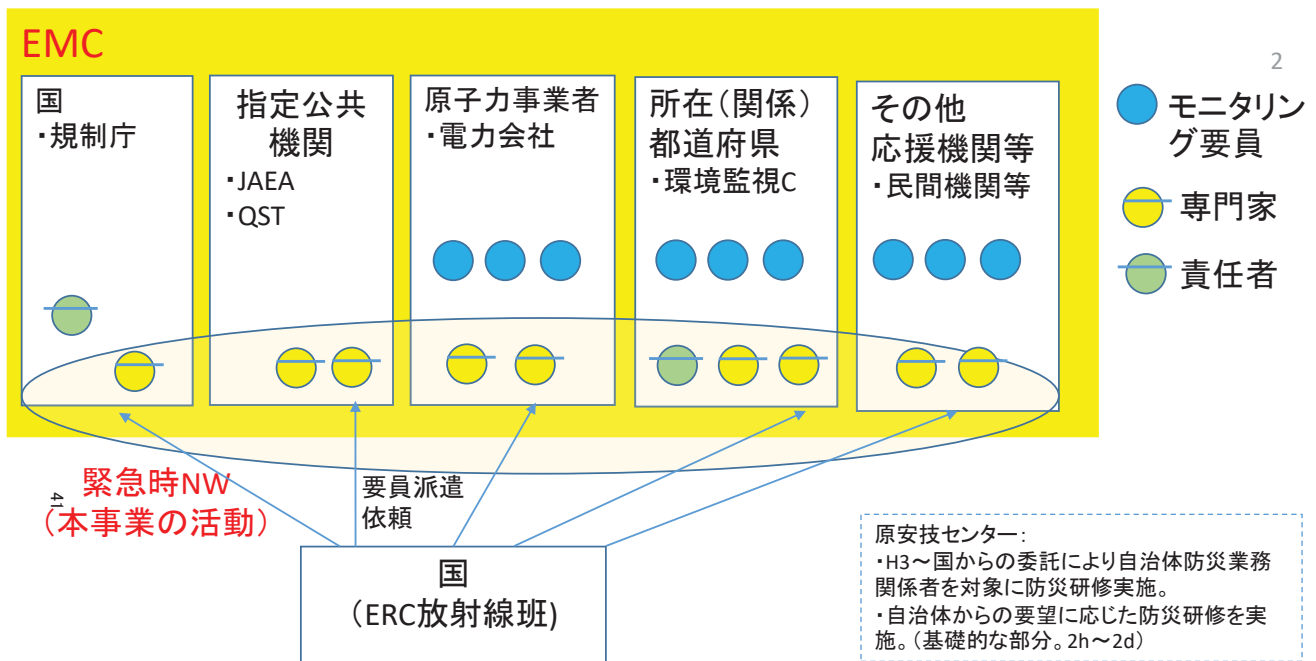 EMC
2
国
・規制庁
指定公共
機関
・JAEA
・QST
原子力事業者
・電力会社
所在(関係)
都道府県
・環境監視C
その他
応援機関等
・民間機関等
モニタリン
グ要員
専門家
責任者
緊急時NW
(本事業の活動)
41
要員派遣
依頼
国
(ERC放射線班)
原安技センター:
・H3～国からの委託により自治体防災業務
関係者を対象に防災研修実施。
・自治体からの要望に応じた防災研修を実
施。(基礎的な部分。2h～2d)